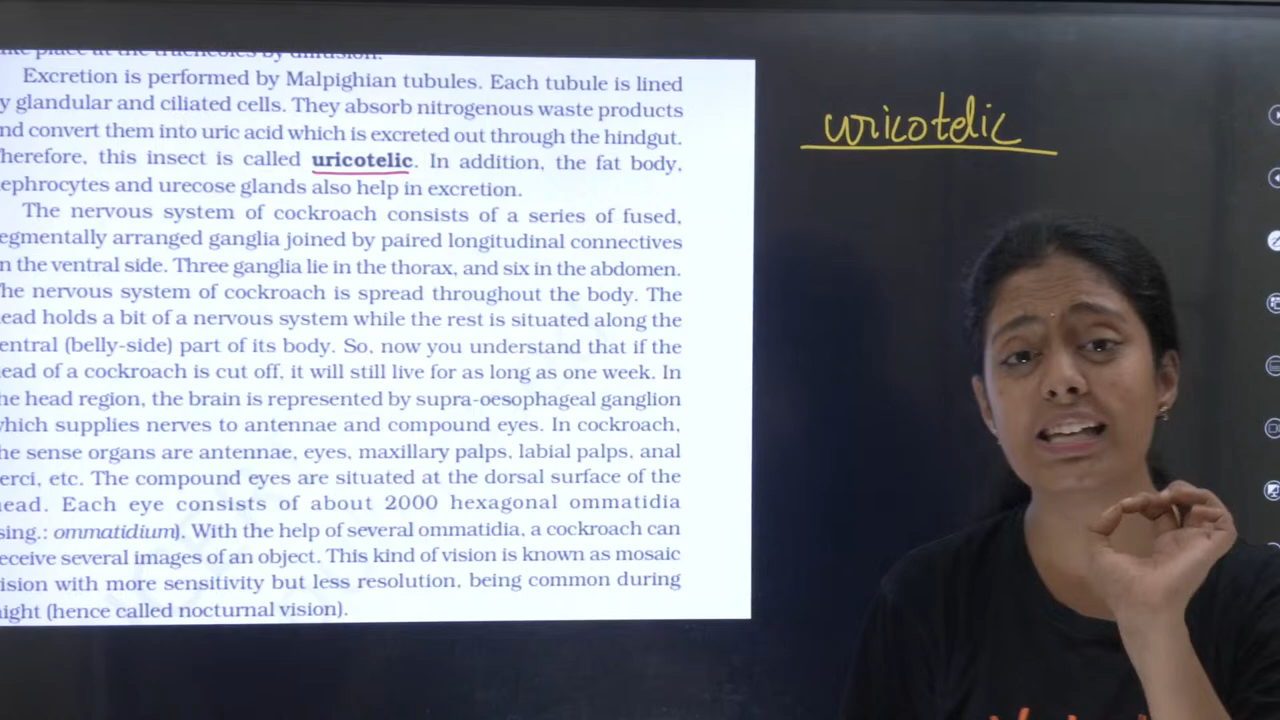 place at the tracheoles by diffusion.
Excretion is performed by Malpighian tubules. Each tubule is lined
y glandular and ciliated cells. They absorb nitrogenous waste products
nd convert them into uric acid which is excreted out through the hindgut.
herefore, this insect is called uricotelic. In addition, the fat body,
ephrocytes and urecose glands also help in excretion.
The nervous system of cockroach consists of a series of fused,
egmentally arranged ganglia joined by paired longitudinal connectives
n the ventral side. Three ganglia lie in the thorax, and six in the abdomen.
he nervous system of cockroach is spread throughout the body. The
ead holds a bit of a nervous system while the rest is situated along the
entral (belly-side) part of its body. So, now you understand that if the
ead of a cockroach is cut off, it will still live for as long as one week. In
he head region, the brain is represented by supra-oesophageal ganglion
which supplies nerves to antennae and compound eyes. In cockroach,
he sense organs are antennae, eyes, maxillary palps, labial palps, anal
erci, etc. The compound eyes are situated at the dorsal surface of the
ead. Each eye consists of about 2000 hexagonal ommatidia
sing.: ommatidium). With the help of several ommatidia, a cockroach can
eceive several images of an object. This kind of vision is known as mosaic
ision with more sensitivity but less resolution, being common during
ight (hence called nocturnal vision).
uricotelic